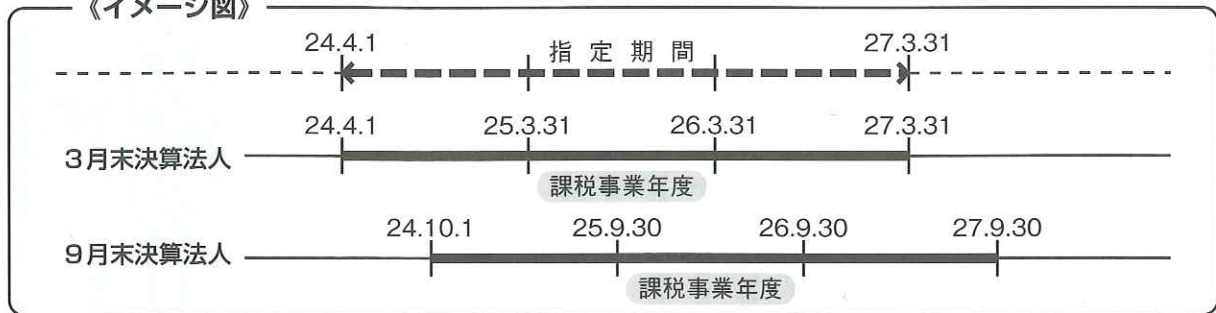 《イメージ図》
24.4.1 指定期間 27.3.31
24.4.1 25.3.31 26.3.31 27.3.31
3月末決算法人
課税事業年度
24.10.1 25.9.30 26.9.30 27.9.30
9月末決算法人
課税事業年度